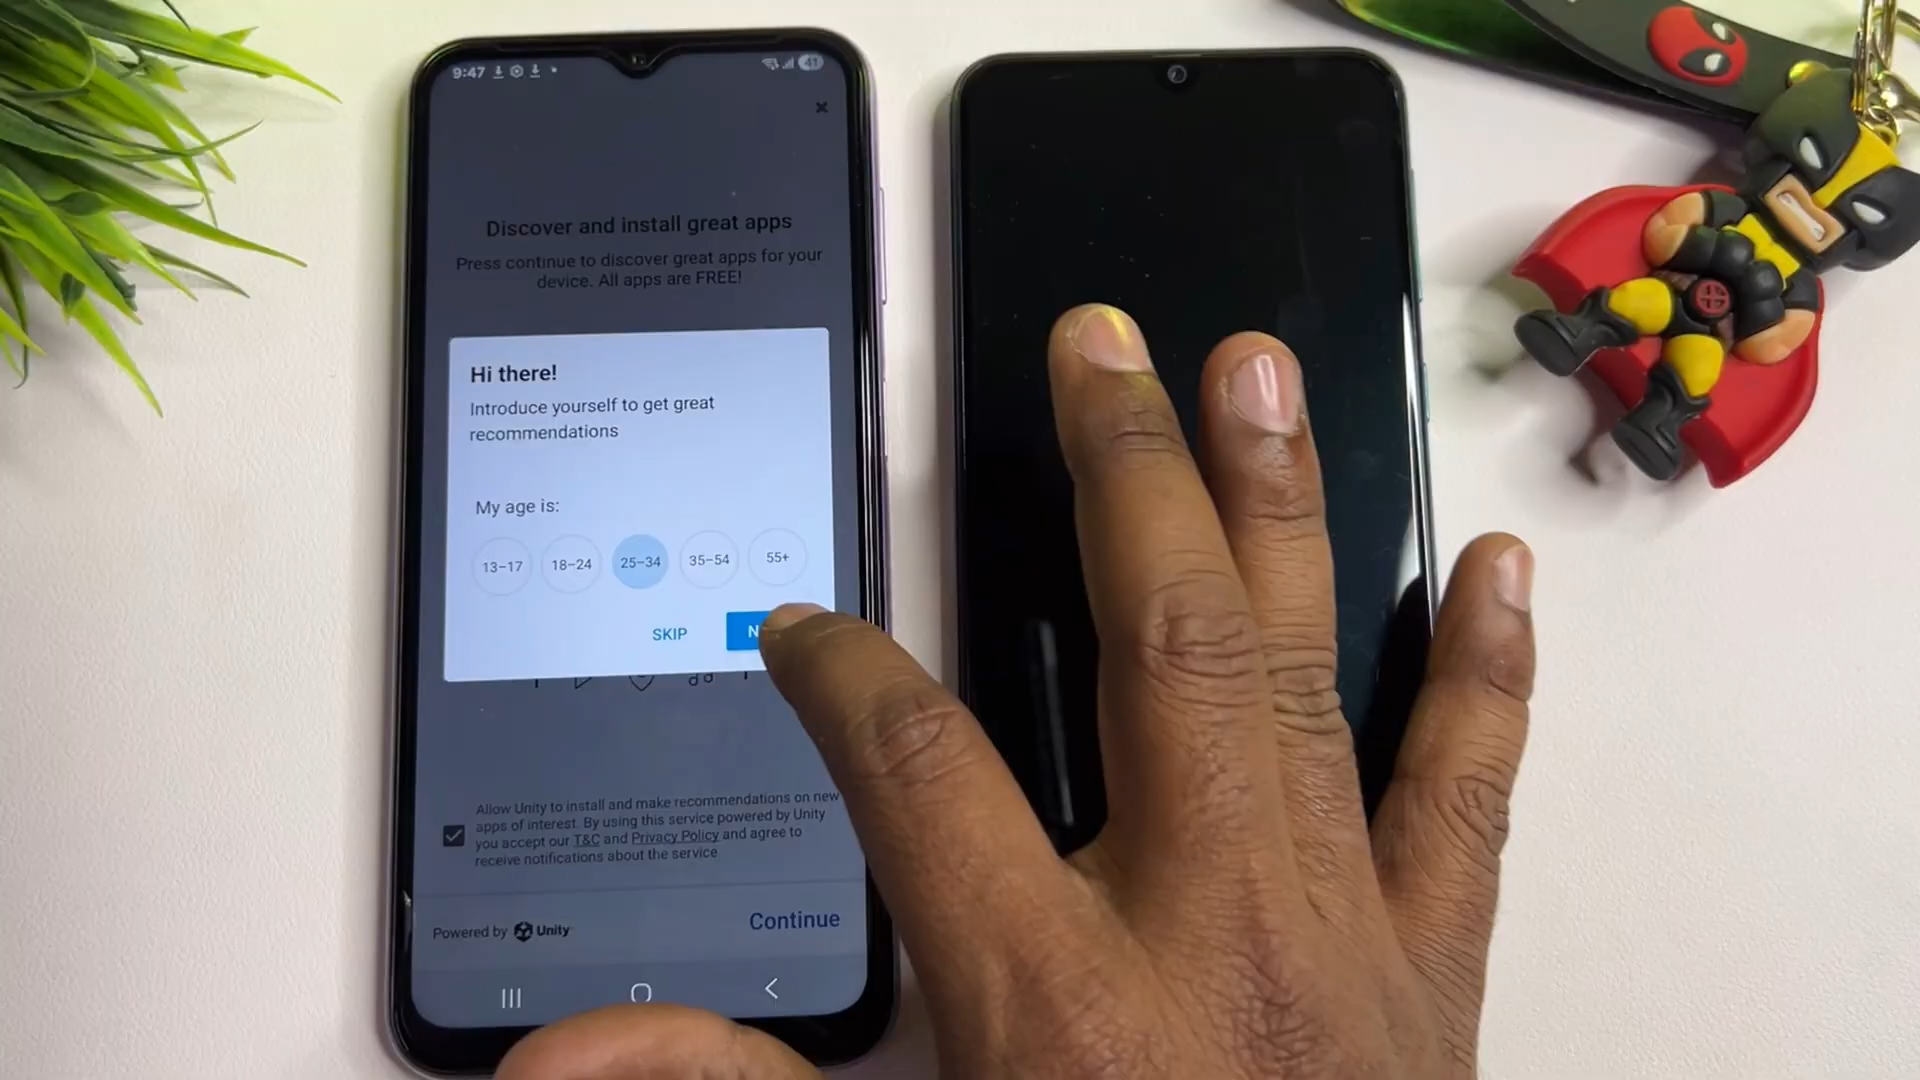 9:47
41
Discover and install great apps
Press continue to discover great apps for your
device. All apps are FREE!
Hi there!
Introduce yourself to get great
recommendations
My age is:
13–17 18–24 25–34 35–54 55+
SKIP
Allow Unity to install and make recommendations on new
apps of interest. By using this service powered by Unity
you accept our T&C and Privacy Policy and agree to
receive notifications about the service
Powered by Unity
Continue